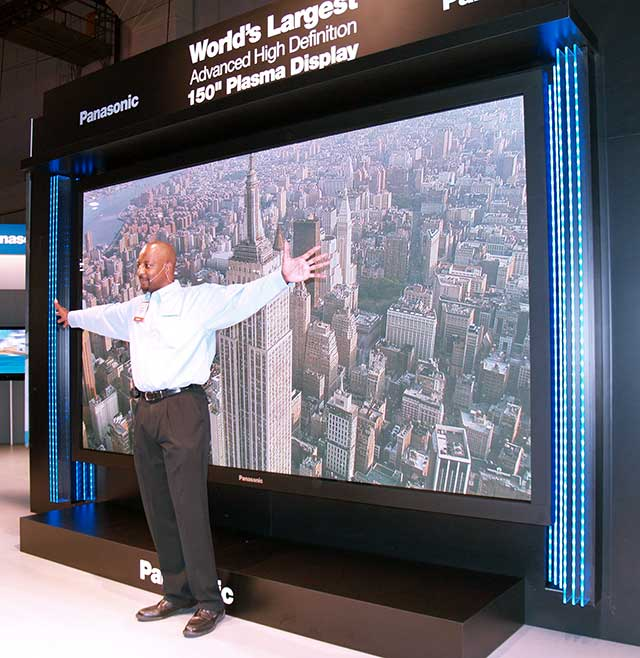 World's Largest
Advanced High Definition
150" Plasma Display
Panasonic
Panasonic